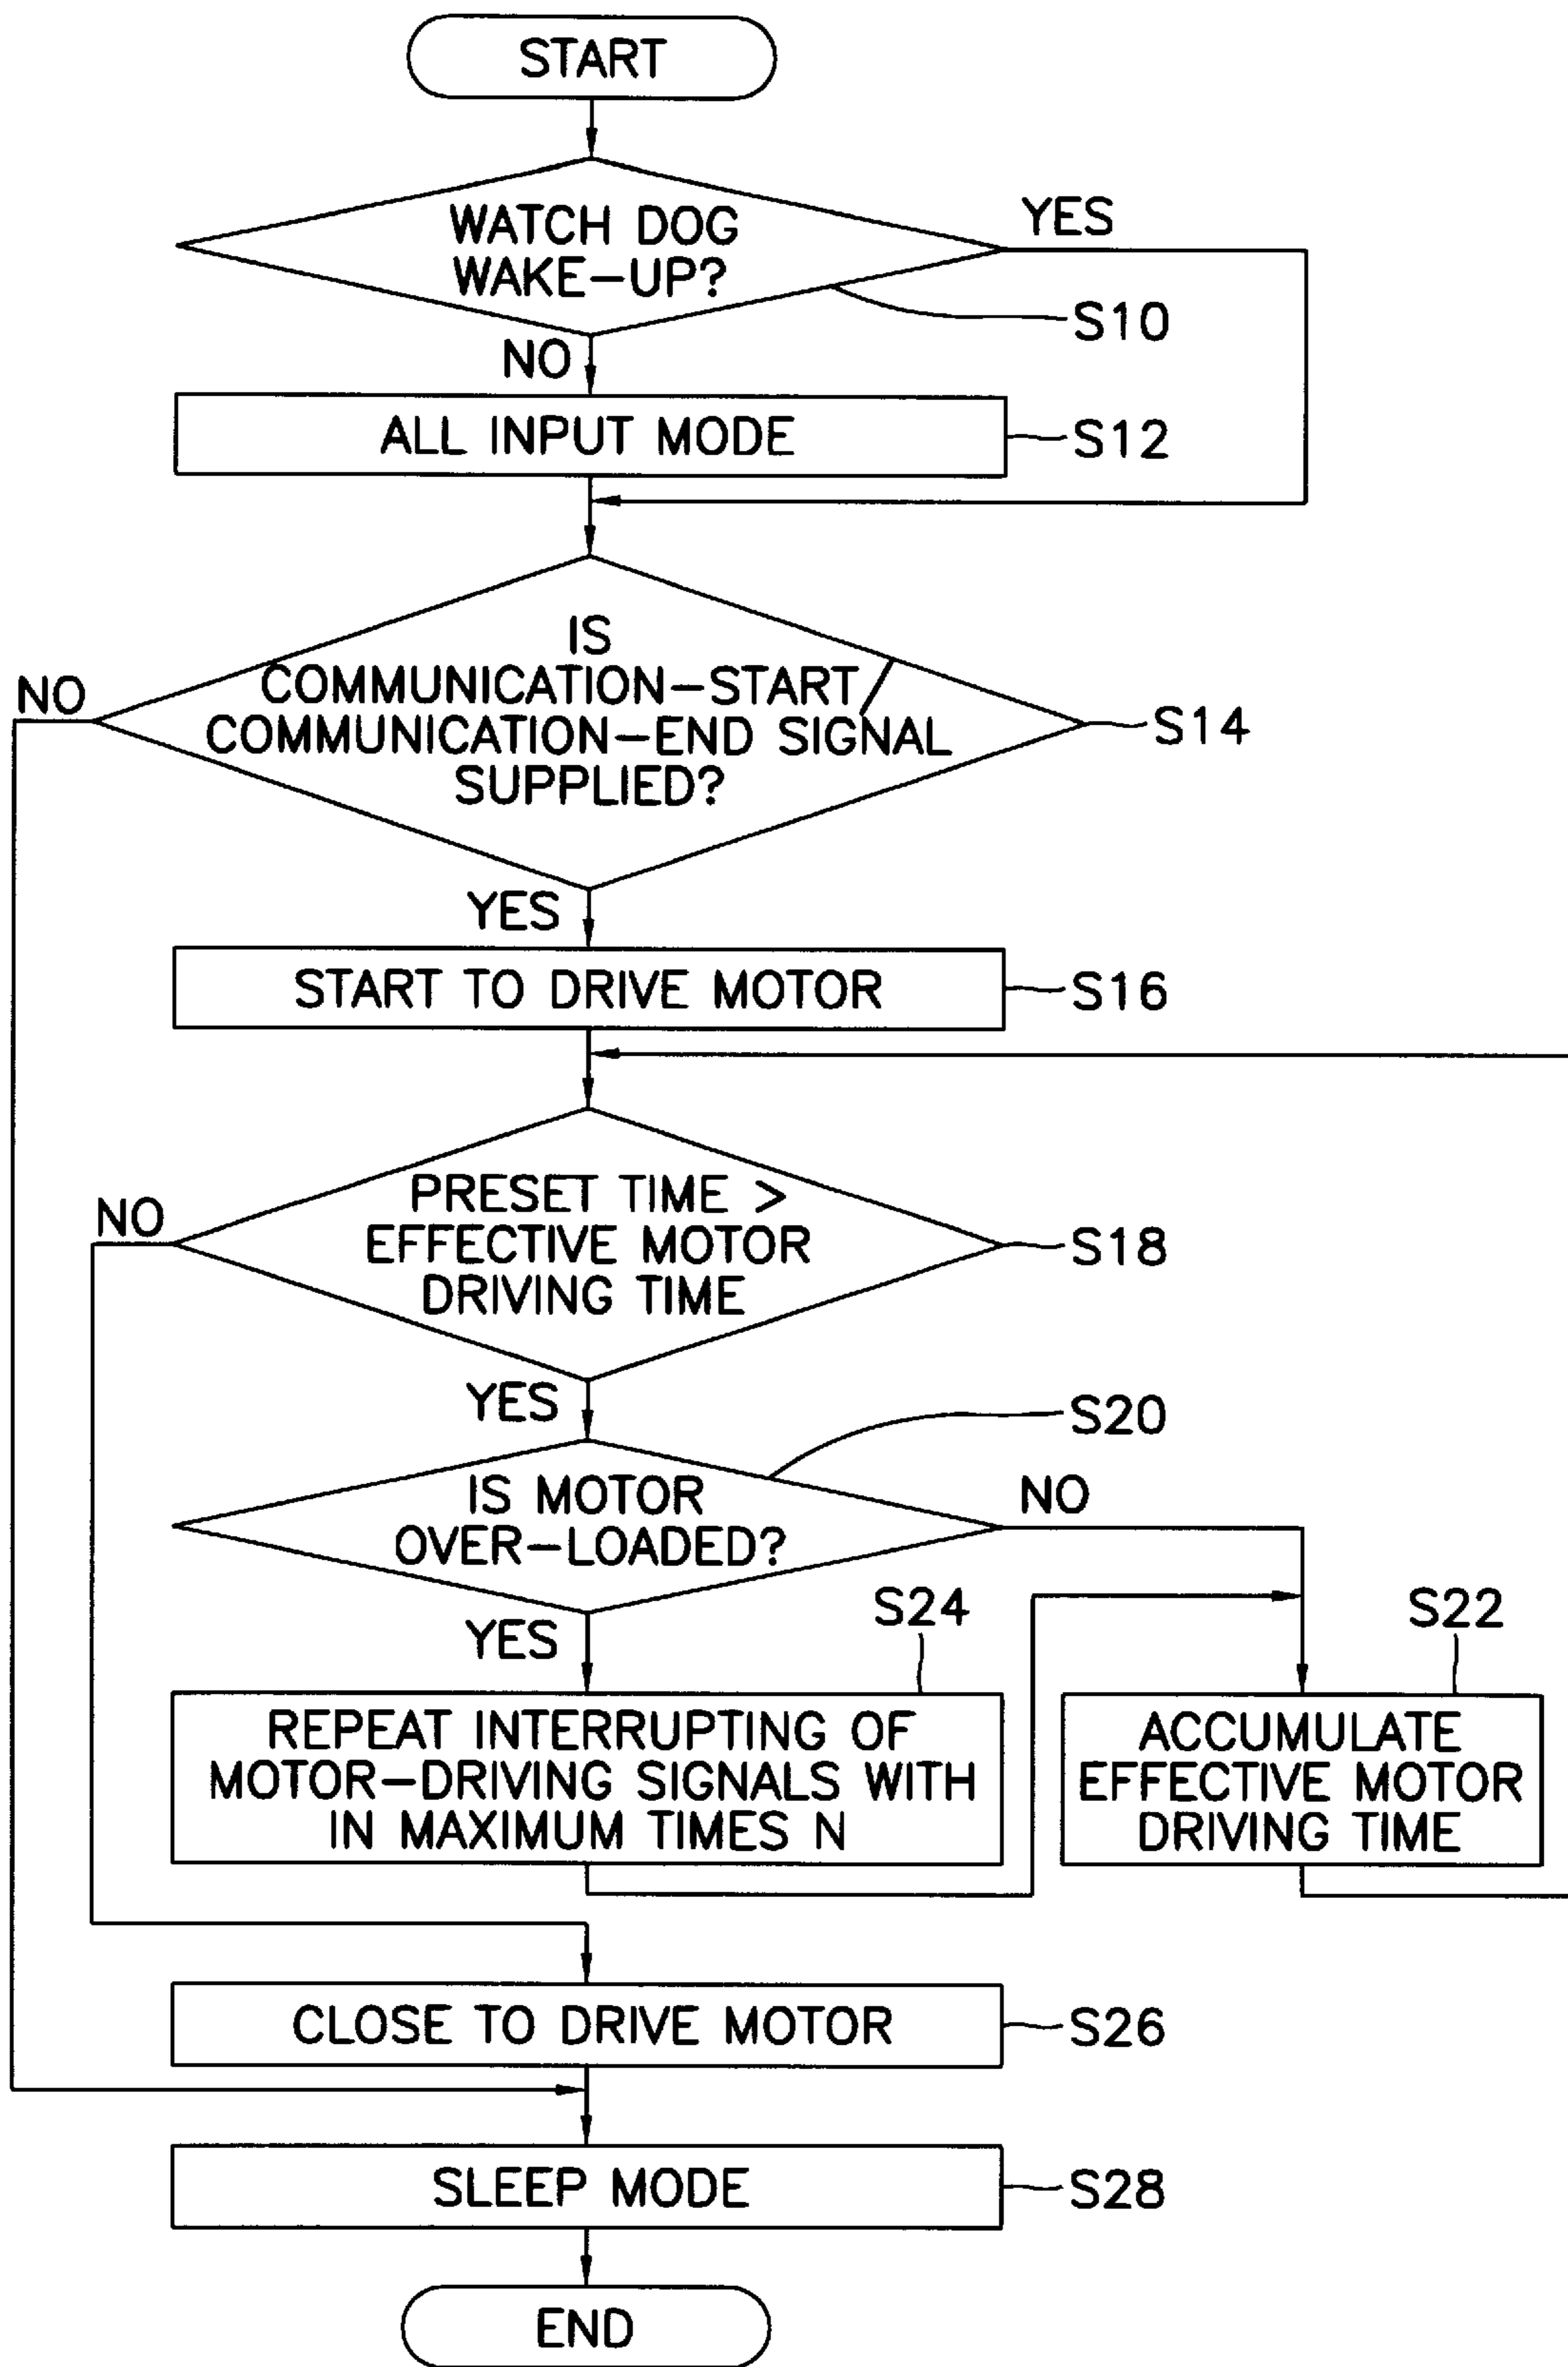 START
WATCH DOG
WAKE-UP?
YES
S10
NO
ALL INPUT MODE
S12
IS
COMMUNICATION-START/
COMMUNICATION-END SIGNAL
SUPPLIED?
NO
S14
YES
START TO DRIVE MOTOR
S16
PRESET TIME >
EFFECTIVE MOTOR
DRIVING TIME
NO
S18
YES
S20
IS MOTOR
OVER-LOADED?
NO
YES
S24
S22
REPEAT INTERRUPTING OF
MOTOR-DRIVING SIGNALS WITH
IN MAXIMUM TIMES N
ACCUMULATE
EFFECTIVE MOTOR
DRIVING TIME
CLOSE TO DRIVE MOTOR
S26
SLEEP MODE
S28
END